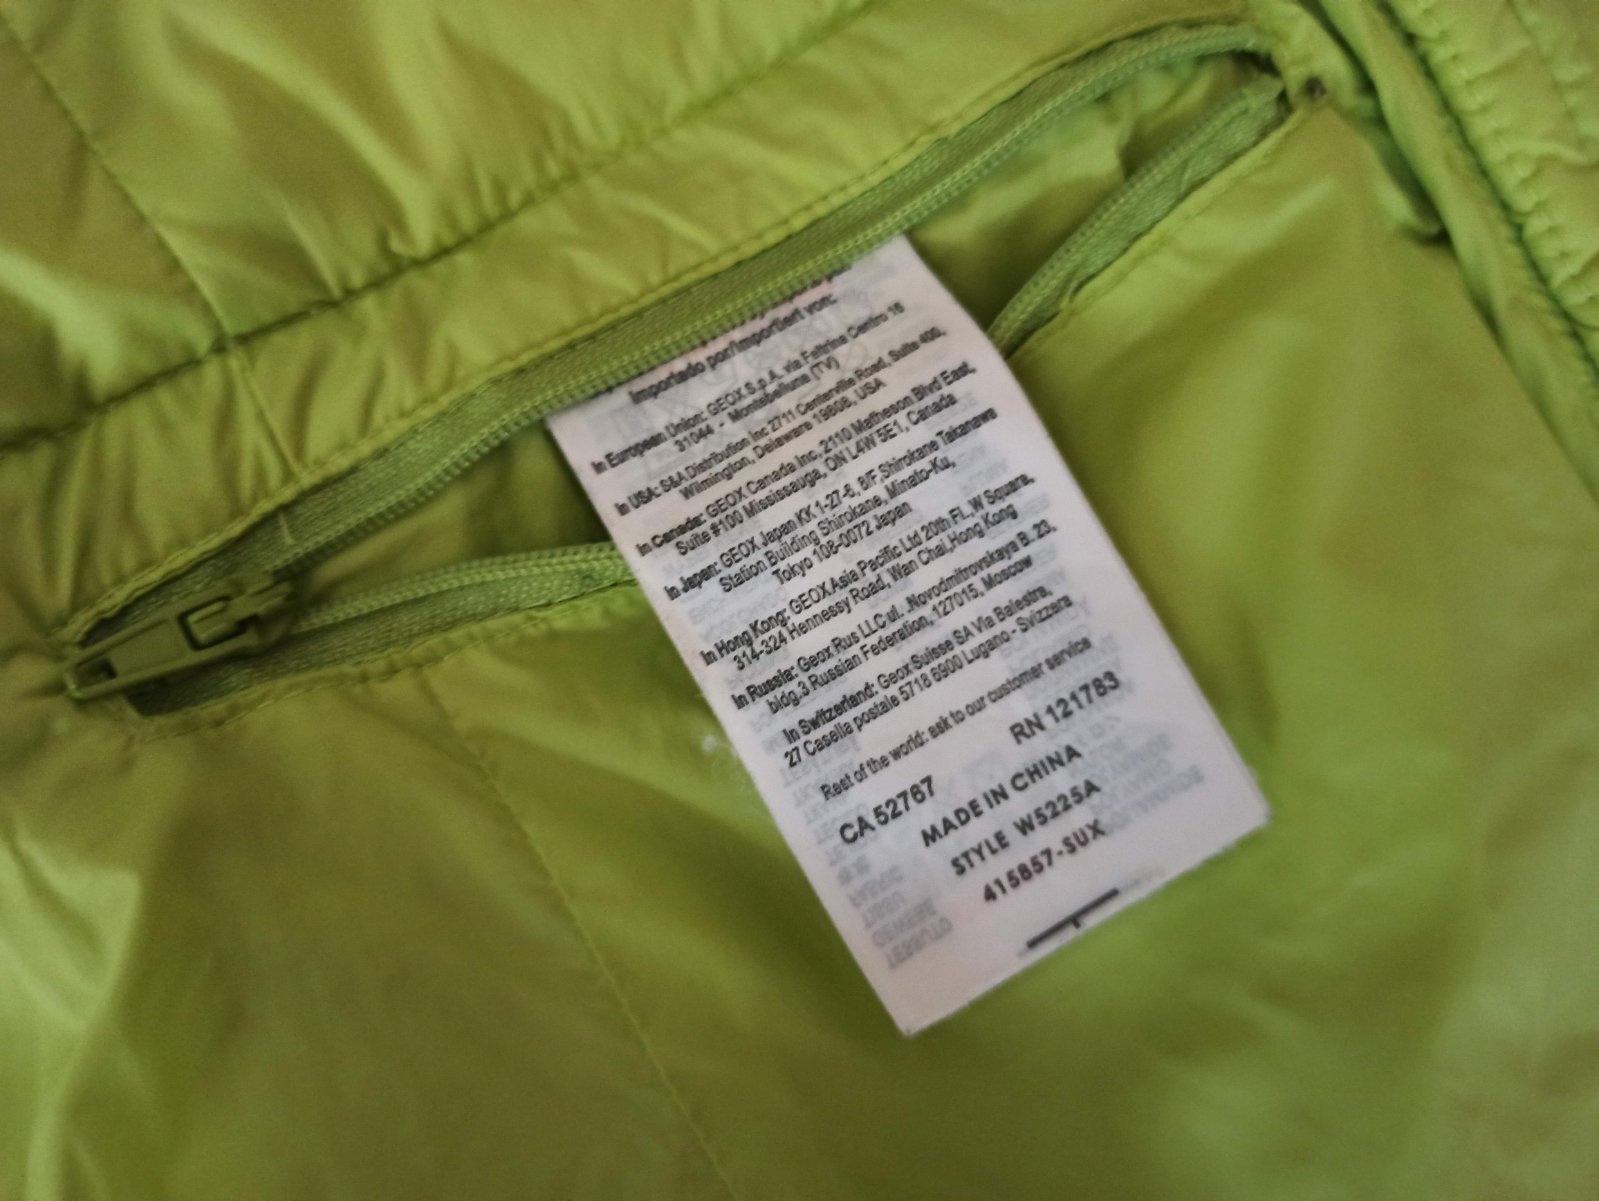 Importado por/Importiert von:
In European Union: GEOX S.p.A. via Feltrina Centro 16
31044 - Montebelluna (TV)
In USA: S&A Distribution Inc 2711 Centerville Road. Suite 400,
Wilmington, Delaware 19808, USA
In Canada: GEOX Canada Inc, 2110 Matheson Blvd East,
Suite #100 Mississauga, ON L4W 5E1, Canada
In Japan: GEOX Japan KK 1-27-6, 8/F, Shirokane Takanawa
Station Building Shirokane, Minato-Ku,
Tokyo 108-0072 Japan
In Hong Kong: GEOX Asia Pacific Ltd 20th FL., W Square,
314-324 Hennessy Road, Wan Chai, Hong Kong
In Russia: Geox Rus LLC ul. .Novodmitrovskaya B. 23,
bldg.3 Russian Federation, 127015, Moscow
In Switzerland: Geox Suisse SA Via Balestra,
27 Casella postale 5718 6900 Lugano - Svizzera
Rest of the world: ask to our customer service
CA 52767 RN 121783
MADE IN CHINA
STYLE W5225A
415857-SUX